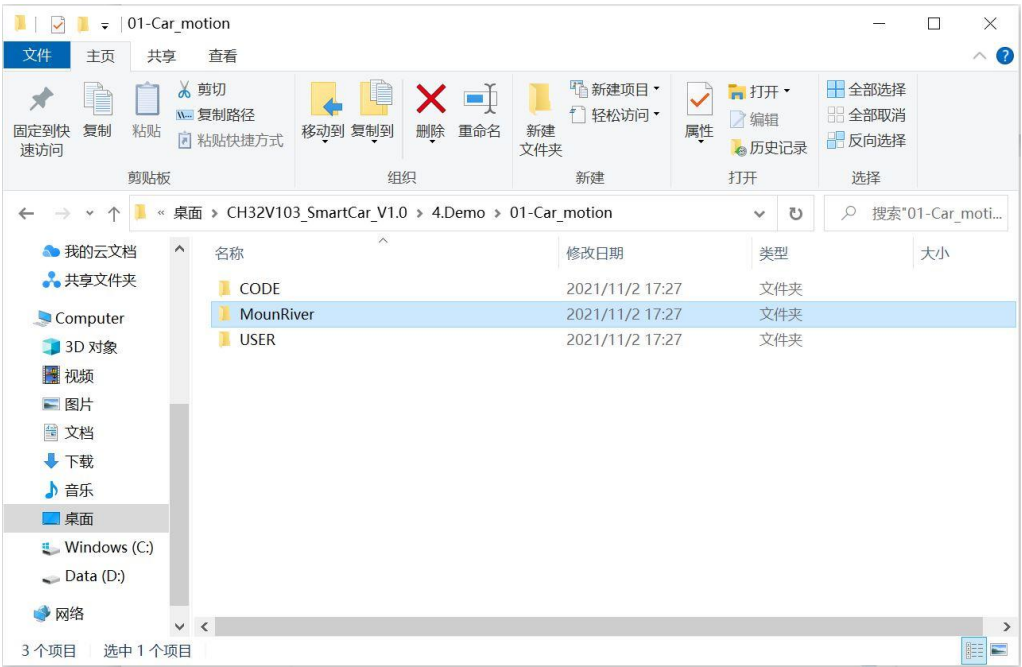 01-Car_motion
文件 主页 共享 查看
固定到快速访问 复制 粘贴 剪切 复制路径 粘贴快捷方式
剪贴板
移动到 复制到 删除 重命名
组织
新建文件夹 新建项目 轻松访问
新建
属性 打开 编辑 历史记录
打开
全部选择 全部取消 反向选择
选择
« 桌面 > CH32V103_SmartCar_V1.0 > 4.Demo > 01-Car_motion
搜索"01-Car_moti...
我的云文档
共享文件夹
Computer
3D 对象
视频
图片
文档
下载
音乐
桌面
Windows (C:)
Data (D:)
网络
名称 修改日期 类型 大小
CODE 2021/11/2 17:27 文件夹
MounRiver 2021/11/2 17:27 文件夹
USER 2021/11/2 17:27 文件夹
3 个项目 选中 1 个项目